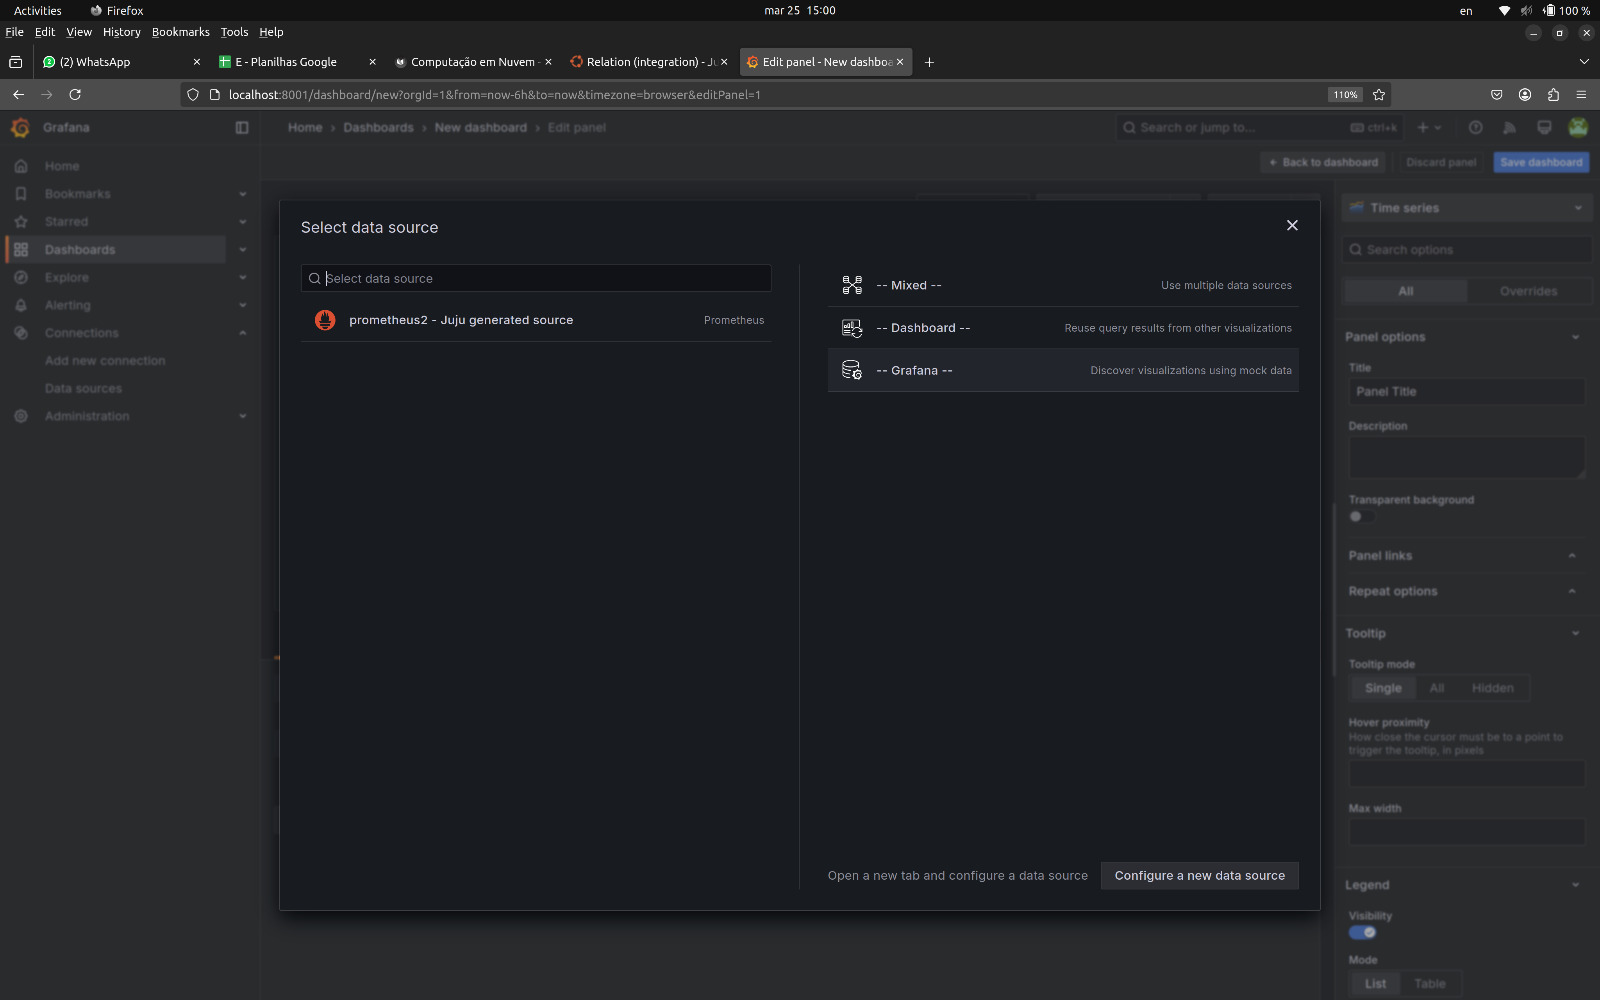 Activities
Firefox
mar 25 15:00
en
100 %
File Edit View History Bookmarks Tools Help
(2) WhatsApp
E - Planilhas Google
Computação em Nuvem -
Relation (integration) - Ju
Edit panel - New dashboa
localhost:8001/dashboard/new?orgId=1&from=now-6h&to=now&timezone=browser&editPanel=1
110%
Grafana
Home › Dashboards › New dashboard › Edit panel
Search or jump to...
ctrl+k
Back to dashboard
Discard panel
Save dashboard
Home
Bookmarks
Starred
Dashboards
Explore
Alerting
Connections
Add new connection
Data sources
Administration
Select data source
Select data source
prometheus2 - Juju generated source
Prometheus
-- Mixed --
Use multiple data sources
-- Dashboard --
Reuse query results from other visualizations
-- Grafana --
Discover visualizations using mock data
Open a new tab and configure a data source
Configure a new data source
Time series
Search options
All
Overrides
Panel options
Title
Panel Title
Description
Transparent background
Panel links
Repeat options
Tooltip
Tooltip mode
Single
All
Hidden
Hover proximity
How close the cursor must be to a point to
trigger the tooltip, in pixels
Max width
Legend
Visibility
Mode
List
Table